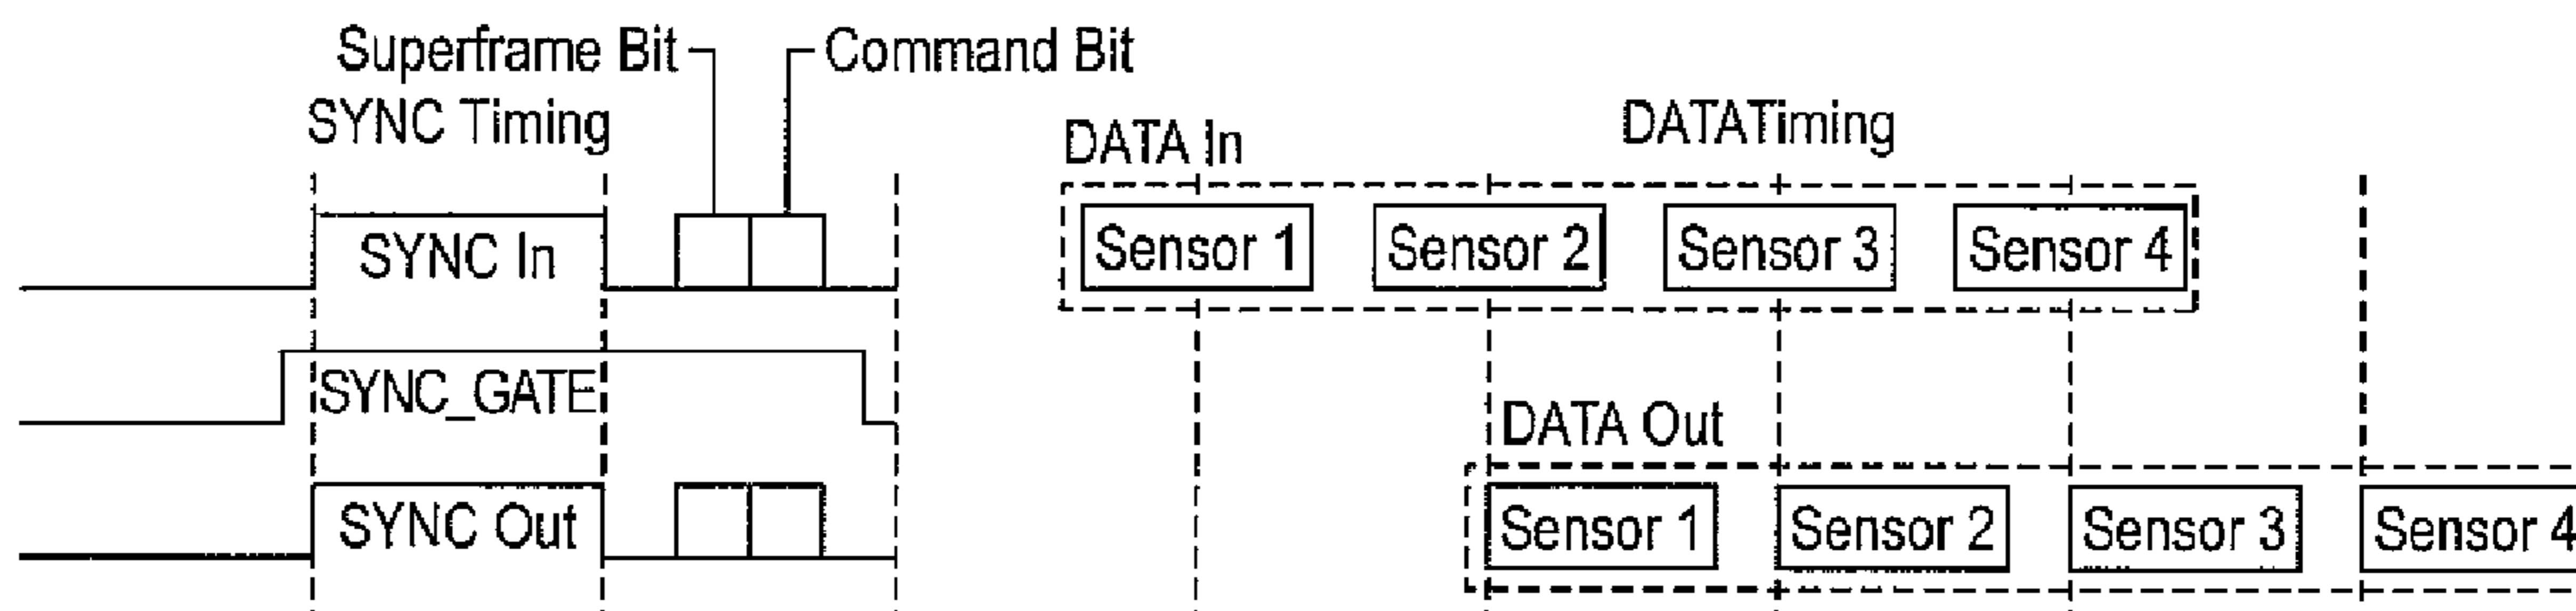 Superframe Bit
Command Bit
SYNC Timing
DATA In
DATATiming
SYNC In
Sensor 1
Sensor 2
Sensor 3
Sensor 4
SYNC_GATE
DATA Out
SYNC Out
Sensor 1
Sensor 2
Sensor 3
Sensor 4